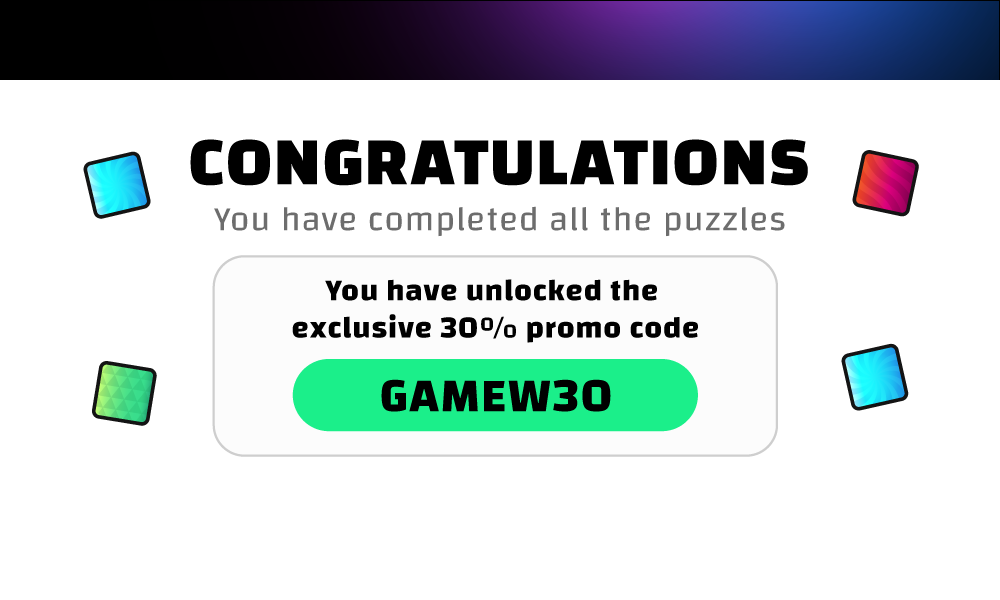 CONGRATULATIONS
You have completed all the puzzles
You have unlocked the
exclusive 30% promo code
GAMEW30